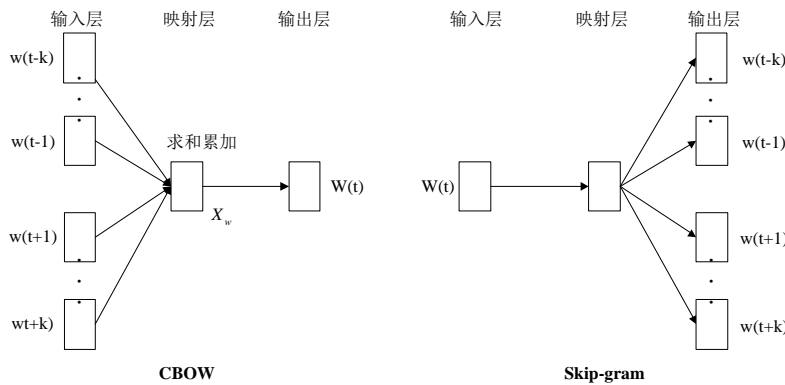 输入层 映射层 输出层
w(t-k)
w(t-1)
求和累加
W(t)
X_w
w(t+1)
wt+k)
CBOW
输入层 映射层 输出层
w(t-k)
w(t-1)
W(t)
w(t+1)
w(t+k)
Skip-gram